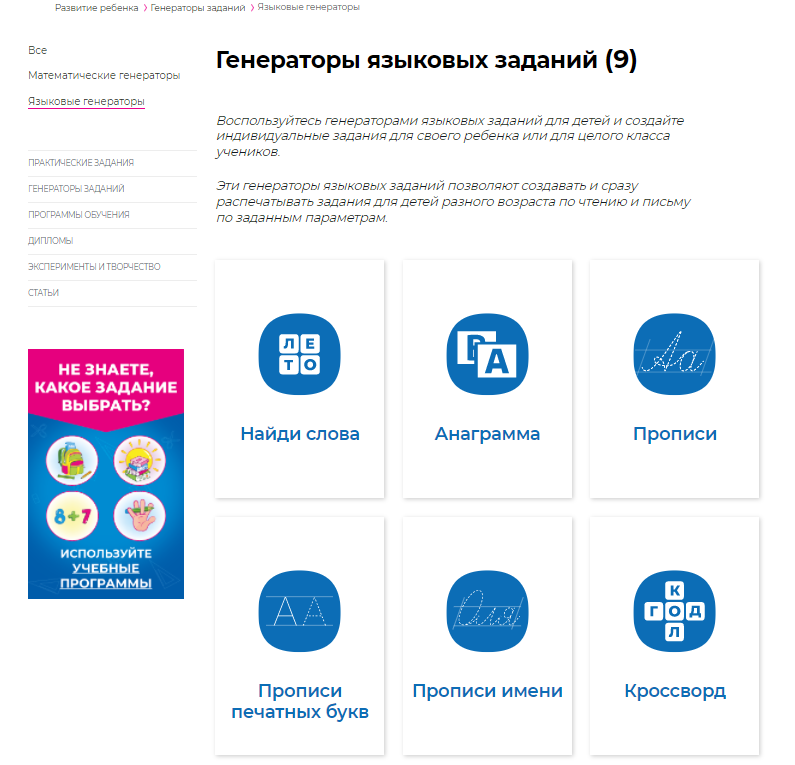 Развитие ребенка › Генераторы заданий › Языковые генераторы
Все
Математические генераторы
Языковые генераторы
ПРАКТИЧЕСКИЕ ЗАДАНИЯ
ГЕНЕРАТОРЫ ЗАДАНИЙ
ПРОГРАММЫ ОБУЧЕНИЯ
ДИПЛОМЫ
ЭКСПЕРИМЕНТЫ И ТВОРЧЕСТВО
СТАТЬИ
НЕ ЗНАЕТЕ,
КАКОЕ ЗАДАНИЕ
ВЫБРАТЬ?
8+7
ИСПОЛЬЗУЙТЕ
УЧЕБНЫЕ
ПРОГРАММЫ
Генераторы языковых заданий (9)
Воспользуйтесь генераторами языковых заданий для детей и создайте
индивидуальные задания для своего ребенка или для целого класса
учеников.
Эти генераторы языковых заданий позволяют создавать и сразу
распечатывать задания для детей разного возраста по чтению и письму
по заданным параметрам.
ЛЕ
ТО
Найди слова
А
Анаграмма
Аа
Прописи
А А
Прописи
печатных букв
Оля
Прописи имени
К
ГОД
Л
Кроссворд